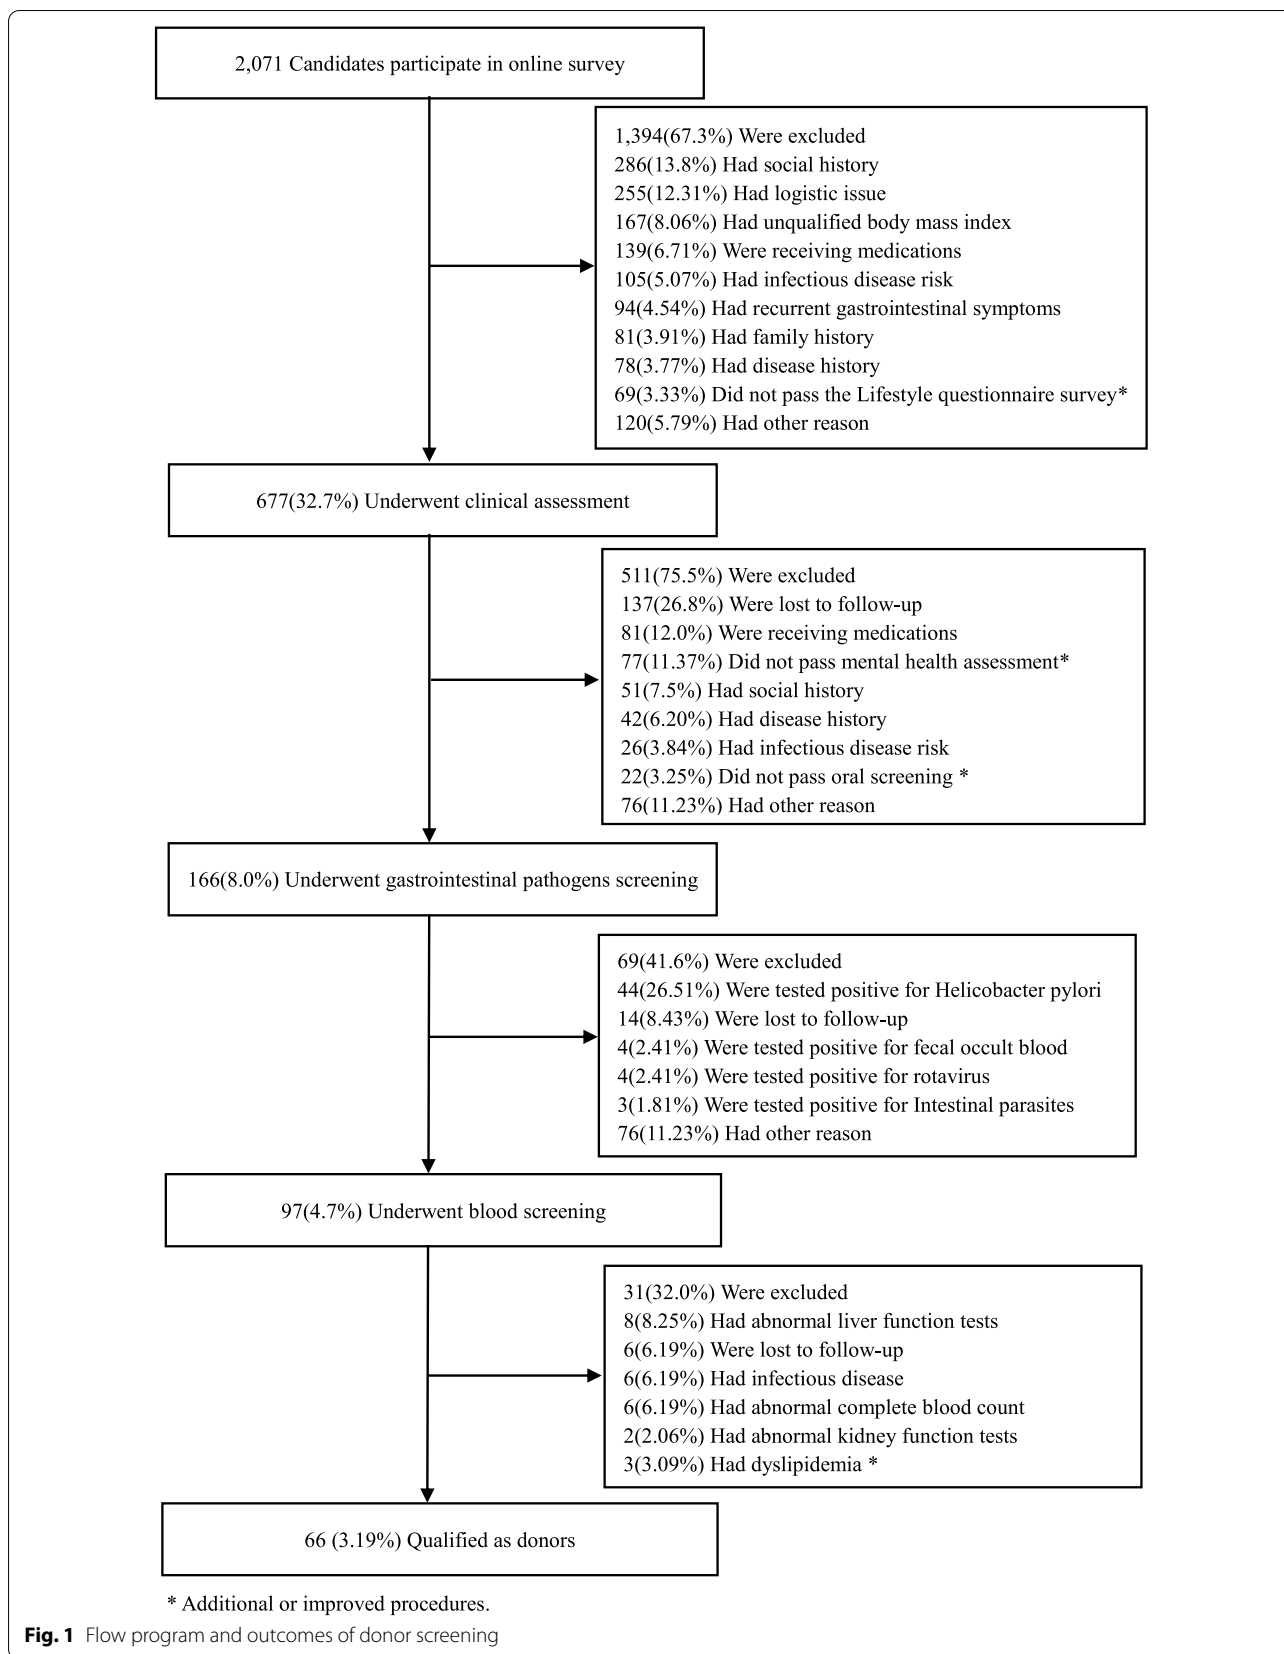 2,071 Candidates participate in online survey
1,394(67.3%) Were excluded
286(13.8%) Had social history
255(12.31%) Had logistic issue
167(8.06%) Had unqualified body mass index
139(6.71%) Were receiving medications
105(5.07%) Had infectious disease risk
94(4.54%) Had recurrent gastrointestinal symptoms
81(3.91%) Had family history
78(3.77%) Had disease history
69(3.33%) Did not pass the Lifestyle questionnaire survey*
120(5.79%) Had other reason
677(32.7%) Underwent clinical assessment
511(75.5%) Were excluded
137(26.8%) Were lost to follow-up
81(12.0%) Were receiving medications
77(11.37%) Did not pass mental health assessment*
51(7.5%) Had social history
42(6.20%) Had disease history
26(3.84%) Had infectious disease risk
22(3.25%) Did not pass oral screening *
76(11.23%) Had other reason
166(8.0%) Underwent gastrointestinal pathogens screening
69(41.6%) Were excluded
44(26.51%) Were tested positive for Helicobacter pylori
14(8.43%) Were lost to follow-up
4(2.41%) Were tested positive for fecal occult blood
4(2.41%) Were tested positive for rotavirus
3(1.81%) Were tested positive for Intestinal parasites
76(11.23%) Had other reason
97(4.7%) Underwent blood screening
31(32.0%) Were excluded
8(8.25%) Had abnormal liver function tests
6(6.19%) Were lost to follow-up
6(6.19%) Had infectious disease
6(6.19%) Had abnormal complete blood count
2(2.06%) Had abnormal kidney function tests
3(3.09%) Had dyslipidemia *
66 (3.19%) Qualified as donors
* Additional or improved procedures.
Fig. 1 Flow program and outcomes of donor screening